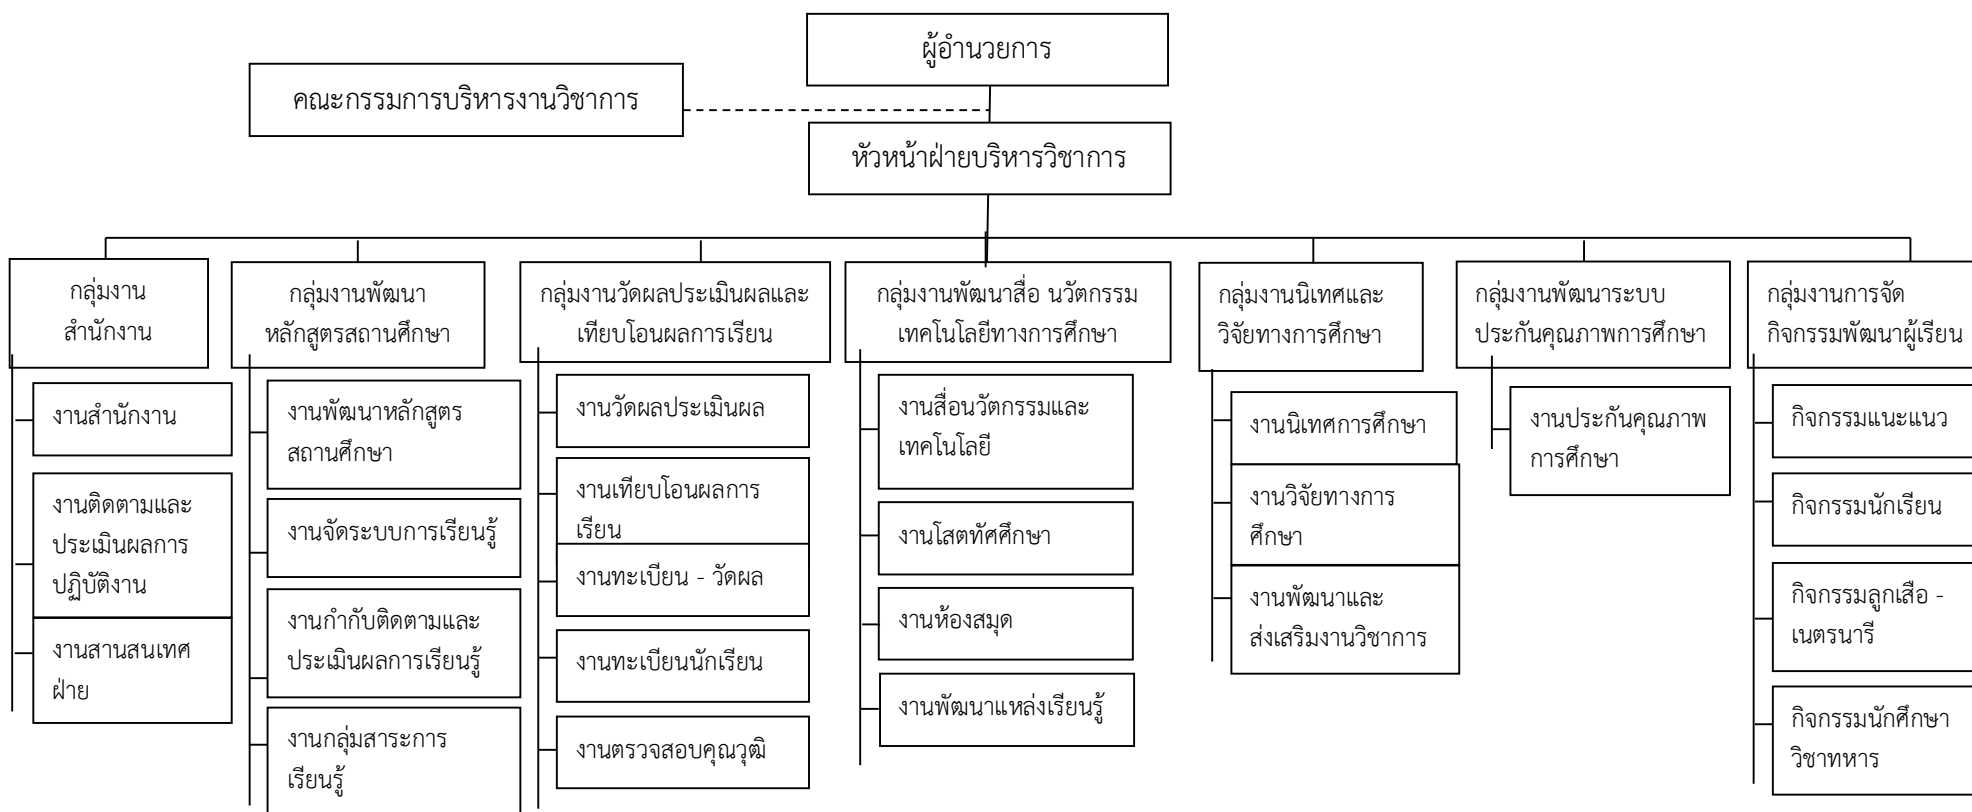 ผู้อำนวยการ
คณะกรรมการบริหารงานวิชาการ
หัวหน้าฝ่ายบริหารวิชาการ
กลุ่มงาน
สำนักงาน
งานสำนักงาน
งานติดตามและ
ประเมินผลการ
ปฏิบัติงาน
งานสานสนเทศ
ฝ่าย
กลุ่มงานพัฒนา
หลักสูตรสถานศึกษา
งานพัฒนาหลักสูตร
สถานศึกษา
งานจัดระบบการเรียนรู้
งานกำกับติดตามและ
ประเมินผลการเรียนรู้
งานกลุ่มสาระการ
เรียนรู้
กลุ่มงานวัดผลประเมินผลและ
เทียบโอนผลการเรียน
งานวัดผลประเมินผล
งานเทียบโอนผลการ
เรียน
งานทะเบียน - วัดผล
งานทะเบียนนักเรียน
งานตรวจสอบคุณวุฒิ
กลุ่มงานพัฒนาสื่อ นวัตกรรม
เทคโนโลยีทางการศึกษา
งานสื่อนวัตกรรมและ
เทคโนโลยี
งานโสตทัศศึกษา
งานห้องสมุด
งานพัฒนาแหล่งเรียนรู้
กลุ่มงานนิเทศและ
วิจัยทางการศึกษา
งานนิเทศการศึกษา
งานวิจัยทางการ
ศึกษา
งานพัฒนาและ
ส่งเสริมงานวิชาการ
กลุ่มงานพัฒนาระบบ
ประกันคุณภาพการศึกษา
งานประกันคุณภาพ
การศึกษา
กลุ่มงานการจัด
กิจกรรมพัฒนาผู้เรียน
กิจกรรมแนะแนว
กิจกรรมนักเรียน
กิจกรรมลูกเสือ -
เนตรนารี
กิจกรรมนักศึกษา
วิชาทหาร